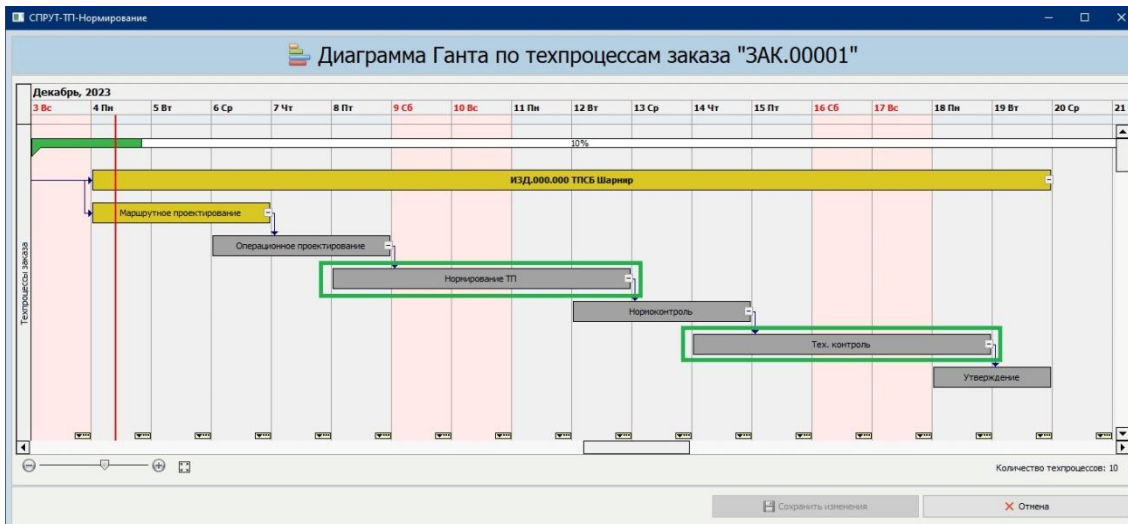 СПРУТ-ТП-Нормирование
Диаграмма Ганта по техпроцессам заказа "ЗАК.00001"
Декабрь, 2023
3 Вс 4 Пн 5 Вт 6 Ср 7 Чт 8 Пт 9 Сб 10 Вс 11 Пн 12 Вт 13 Ср 14 Чт 15 Пт 16 Сб 17 Вс 18 Пн 19 Вт 20 Ср 21
10%
ИЗД.000.000 ТПСБ Шарнир
Маршрутное проектирование
Операционное проектирование
Нормирование ТП
Нормоконтроль
Тех. контроль
Утверждение
Техпроцессы заказа
Количество техпроцессов: 10
Сохранить изменения
Отмена